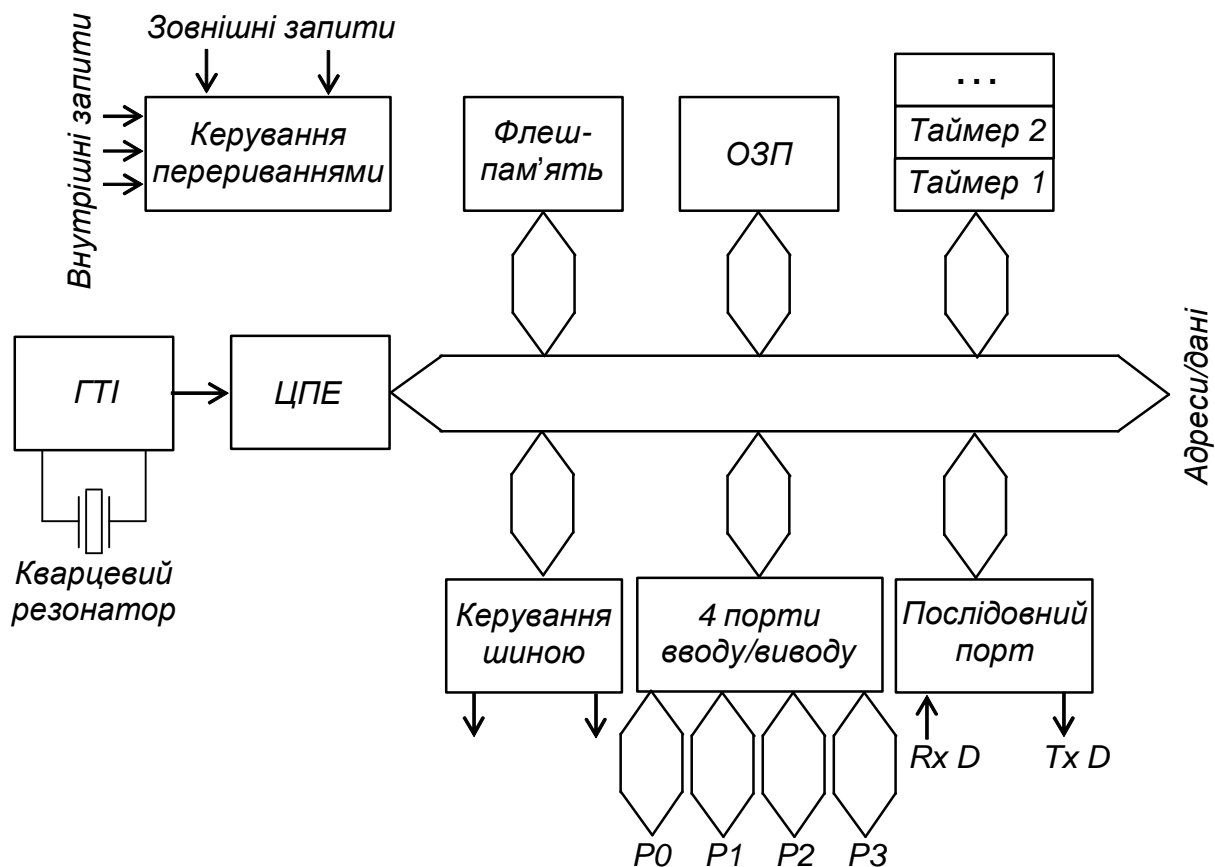 Зовнішні запити
Внутрішні запити
Керування
перериваннями
Флеш-
пам’ять
ОЗП
...
Таймер 2
Таймер 1
ГТІ
ЦПЕ
Адреси/дані
Кварцевий
резонатор
Керування
шиною
4 порти
вводу/виводу
Послідовний
порт
Rx D
Tx D
P0
P1
P2
P3